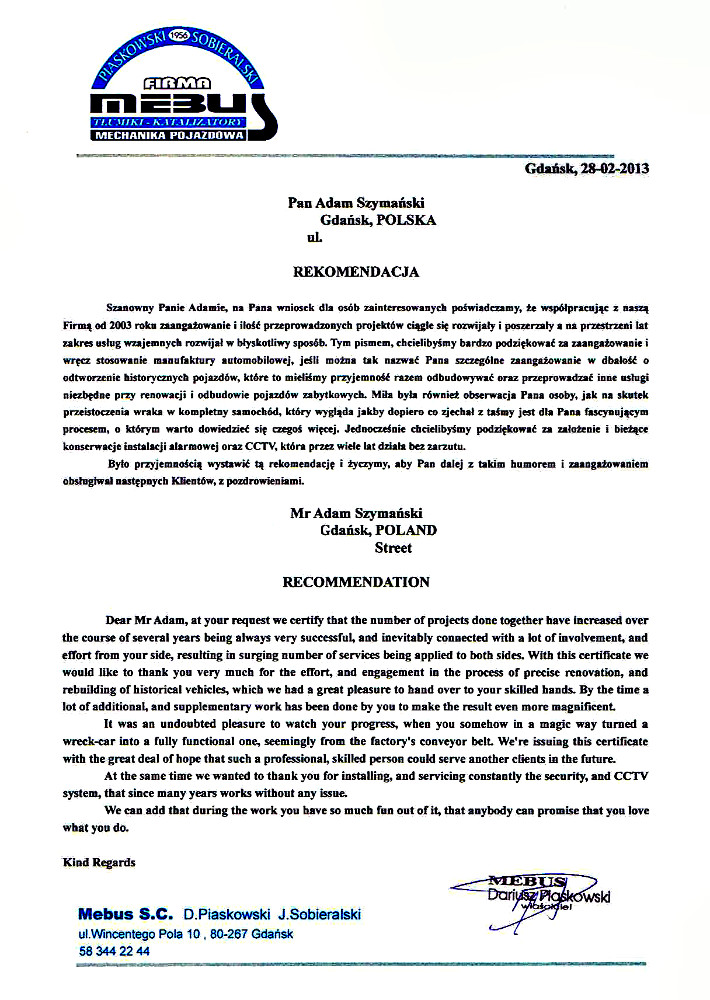 PIASKOWSKI 1956 SOBIERALSKI
FIRMA
MEBUS
TŁUMIKI - KATALIZATORY
MECHANIKA POJAZDOWA
Gdańsk, 28-02-2013
Pan Adam Szymański
Gdańsk, POLSKA
ul.
REKOMENDACJA
Szanowny Panie Adamie, na Pana wniosek dla osób zainteresowanych poświadczamy, że współpracując z naszą
Firmą od 2003 roku zaangażowanie i ilość przeprowadzonych projektów ciągle się rozwijały i poszerzały a na przestrzeni lat
zakres usług wzajemnych rozwijał w błyskotliwy sposób. Tym pismem, chcielibyśmy bardzo podziękować za zaangażowanie i
wręcz stosowanie manufaktury automobilowej, jeśli można tak nazwać Pana szczególne zaangażowanie w dbałość o
odtworzenie historycznych pojazdów, które to mieliśmy przyjemność razem odbudowywać oraz przeprowadzać inne usługi
niezbędne przy renowacji i odbudowie pojazdów zabytkowych. Miła była również obserwacja Pana osoby, jak na skutek
przeistoczenia wraka w kompletny samochód, który wygląda jakby dopiero co zjechał z taśmy jest dla Pana fascynującym
procesem, o którym warto dowiedzieć się czegoś więcej. Jednocześnie chcielibyśmy podziękować za założenie i bieżące
konserwacje instalacji alarmowej oraz CCTV, która przez wiele lat działa bez zarzutu.
Było przyjemnością wystawić tą rekomendację i życzymy, aby Pan dalej z takim humorem i zaangażowaniem
obsługiwał następnych Klientów, z pozdrowieniami.
Mr Adam Szymański
Gdańsk, POLAND
Street
RECOMMENDATION
Dear Mr Adam, at your request we certify that the number of projects done together have increased over
the course of several years being always very successful, and inevitably connected with a lot of involvement, and
effort from your side, resulting in surging number of services being applied to both sides. With this certificate we
would like to thank you very much for the effort, and engagement in the process of precise renovation, and
rebuilding of historical vehicles, which we had a great pleasure to hand over to your skilled hands. By the time a
lot of additional, and supplementary work has been done by you to make the result even more magnificent.
It was an undoubted pleasure to watch your progress, when you somehow in a magic way turned a
wreck-car into a fully functional one, seemingly from the factory's conveyor belt. We're issuing this certificate
with the great deal of hope that such a professional, skilled person could serve another clients in the future.
At the same time we wanted to thank you for installing, and servicing constantly the security, and CCTV
system, that since many years works without any issue.
We can add that during the work you have so much fun out of it, that anybody can promise that you love
what you do.
Kind Regards
MEBUS
Dariusz Piaskowski
właściciel
Mebus S.C. D.Piaskowski J.Sobieralski
ul.Wincentego Pola 10 , 80-267 Gdańsk
58 344 22 44